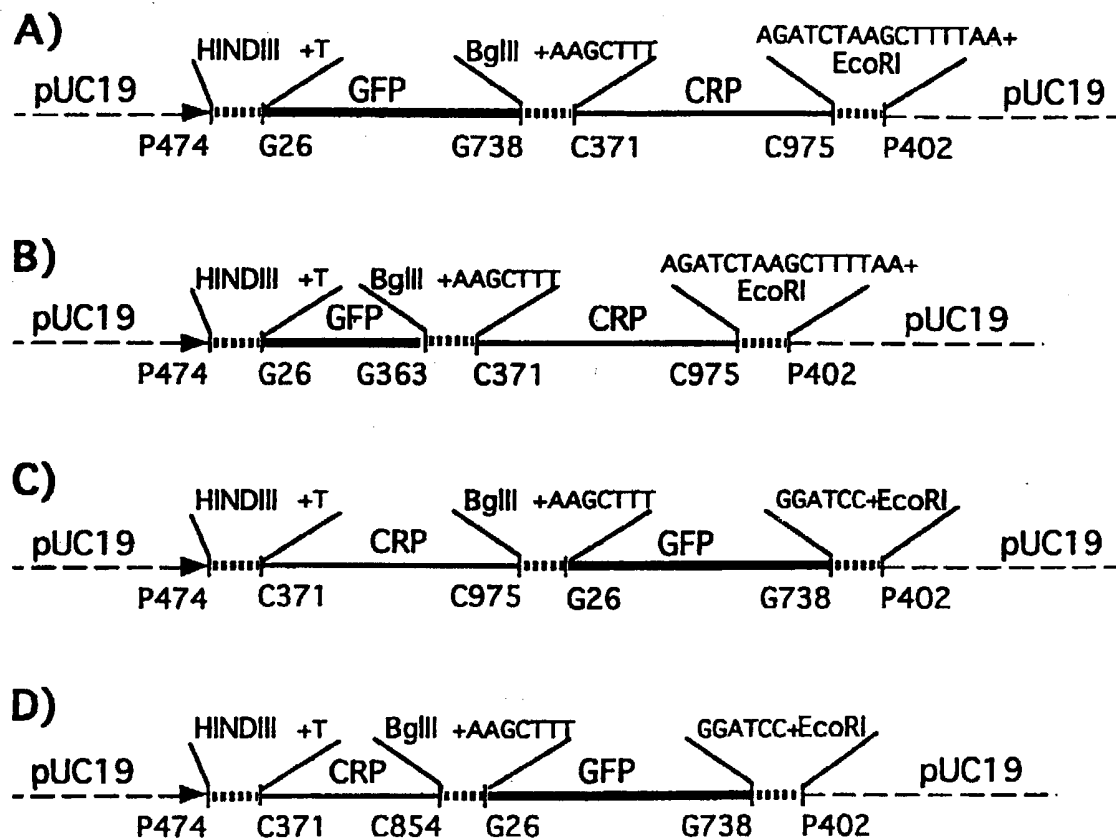 A) HINDIII +T BglII +AAGCTTT AGATCTAAGCTTTTAA+
EcoRI
pUC19 GFP CRP pUC19
P474 G26 G738 C371 C975 P402
B) HINDIII +T BglII +AAGCTTT AGATCTAAGCTTTTAA+
EcoRI
pUC19 GFP CRP pUC19
P474 G26 G363 C371 C975 P402
C) HINDIII +T BglII +AAGCTTT GGATCC+EcoRI
pUC19 CRP GFP pUC19
P474 C371 C975 G26 G738 P402
D) HINDIII +T BglII +AAGCTTT GGATCC+EcoRI
pUC19 CRP GFP pUC19
P474 C371 C854 G26 G738 P402